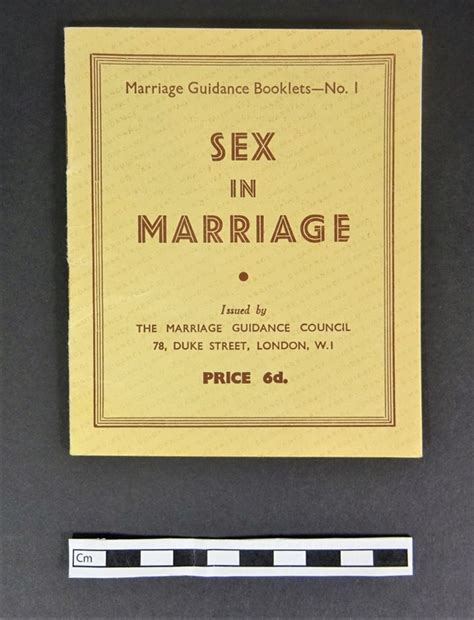 Marriage Guidance Booklets—No. 1
SEX
IN
MARRIAGE
Issued by
THE MARRIAGE GUIDANCE COUNCIL
78, DUKE STREET, LONDON, W.1
PRICE 6d.
Cm